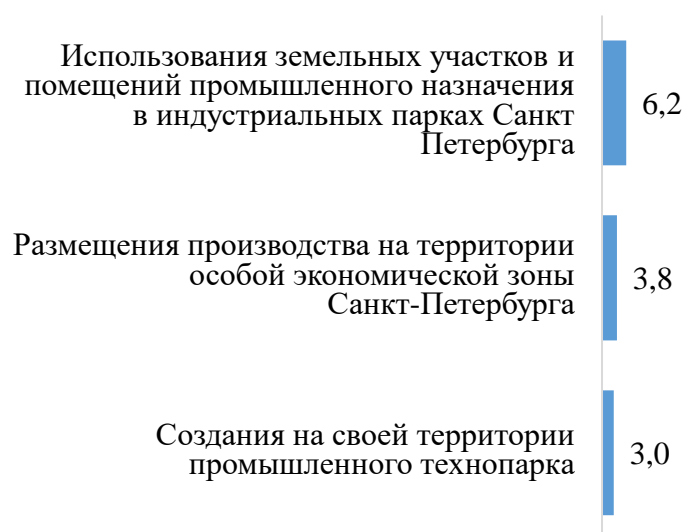 Использования земельных участков и
помещений промышленного назначения
в индустриальных парках Санкт
Петербурга
6,2
Размещения производства на территории
особой экономической зоны
Санкт-Петербурга
3,8
Создания на своей территории
промышленного технопарка
3,0